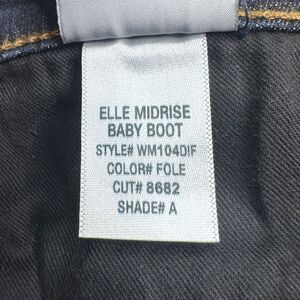 ELLE MIDRISE
BABY BOOT
STYLE# WM104DIF
COLOR# FOLE
CUT# 8682
SHADE# A